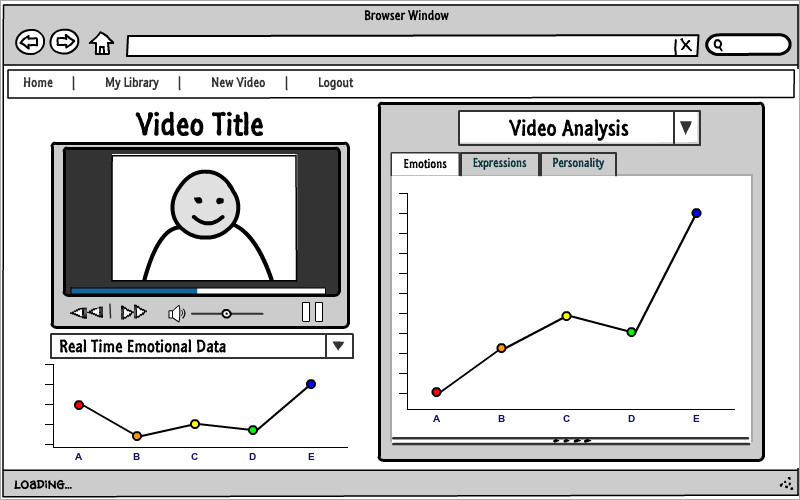 Browser Window
X
Home | My Library | New Video | Logout
Video Title
Video Analysis
Emotions Expressions Personality
Real Time Emotional Data
A B C D E
A B C D E
LOADING...